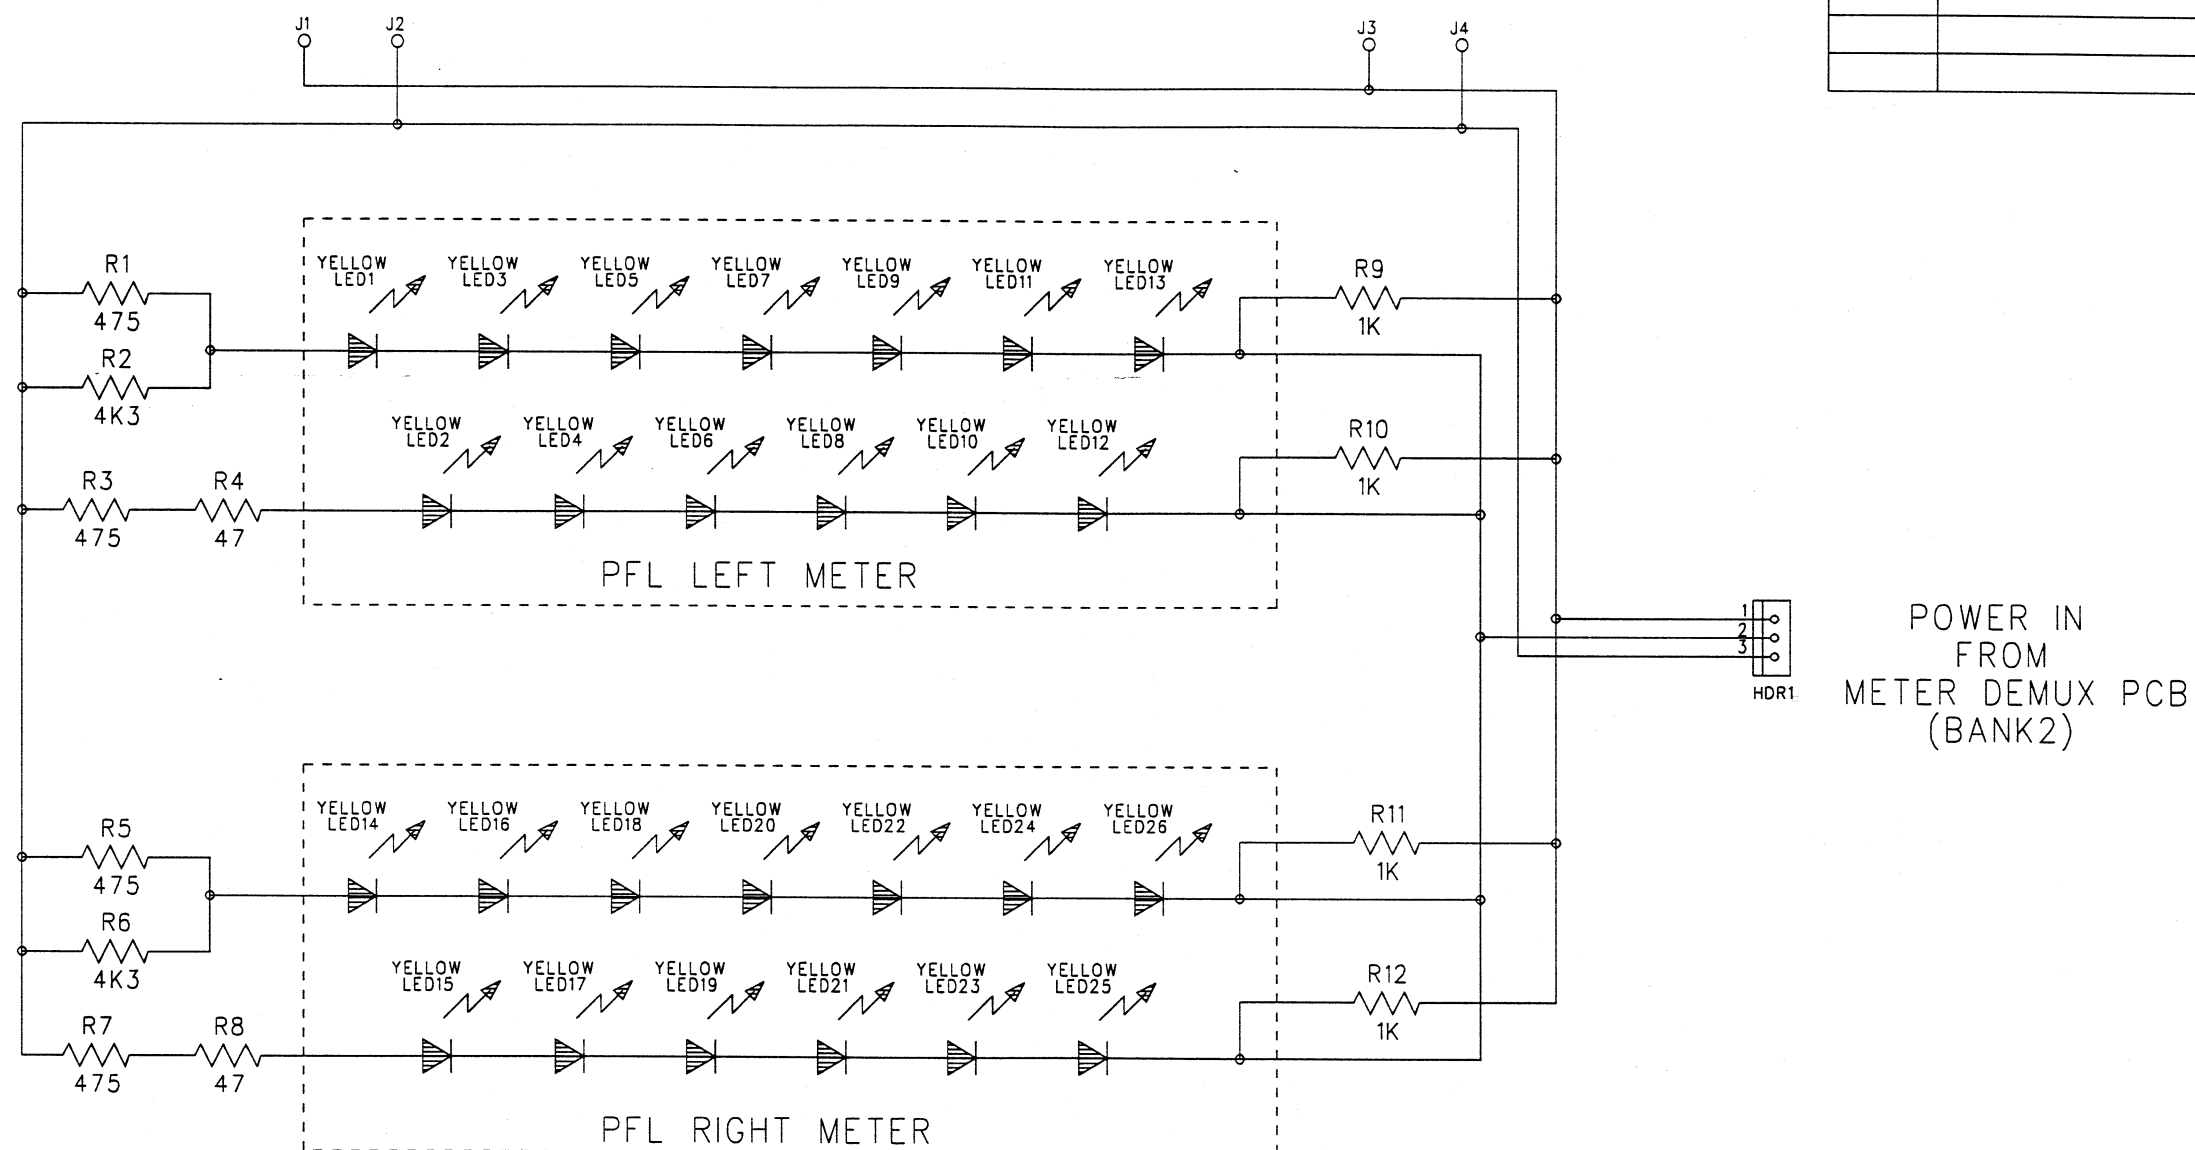 J1
J2
J3
J4
R1
475
R2
4K3
R3
475
R4
47
YELLOW
LED1
YELLOW
LED3
YELLOW
LED5
YELLOW
LED7
YELLOW
LED9
YELLOW
LED11
YELLOW
LED13
YELLOW
LED2
YELLOW
LED4
YELLOW
LED6
YELLOW
LED8
YELLOW
LED10
YELLOW
LED12
PFL LEFT METER
R9
1K
R10
1K
1
2
3
HDR1
POWER IN
FROM
METER DEMUX PCB
(BANK2)
R5
475
R6
4K3
R7
475
R8
47
YELLOW
LED14
YELLOW
LED16
YELLOW
LED18
YELLOW
LED20
YELLOW
LED22
YELLOW
LED24
YELLOW
LED26
YELLOW
LED15
YELLOW
LED17
YELLOW
LED19
YELLOW
LED21
YELLOW
LED23
YELLOW
LED25
PFL RIGHT METER
R11
1K
R12
1K